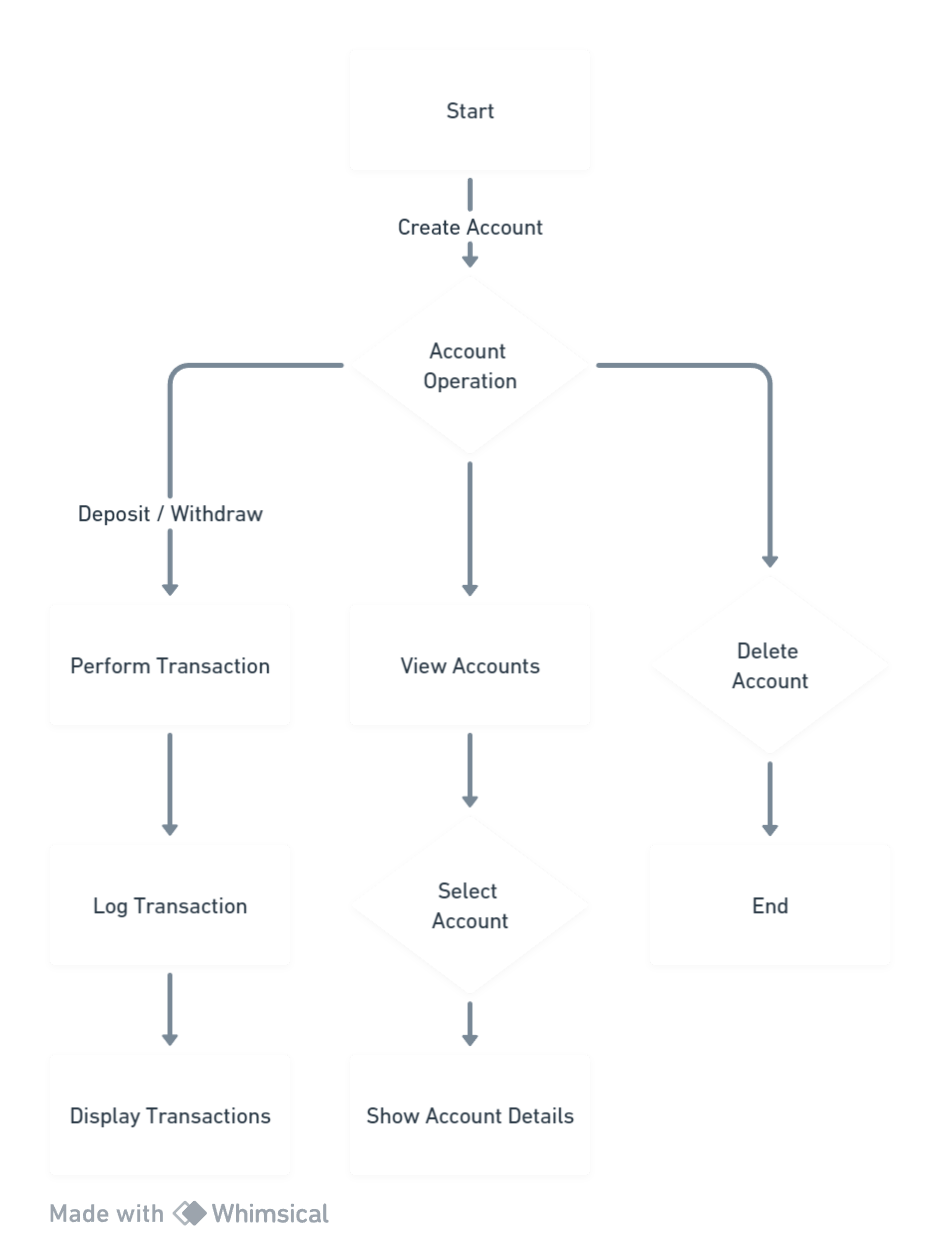 Start
Create Account
Account
Operation
Deposit / Withdraw
Perform Transaction
View Accounts
Delete
Account
Log Transaction
Select
Account
End
Display Transactions
Show Account Details
Made with Whimsical